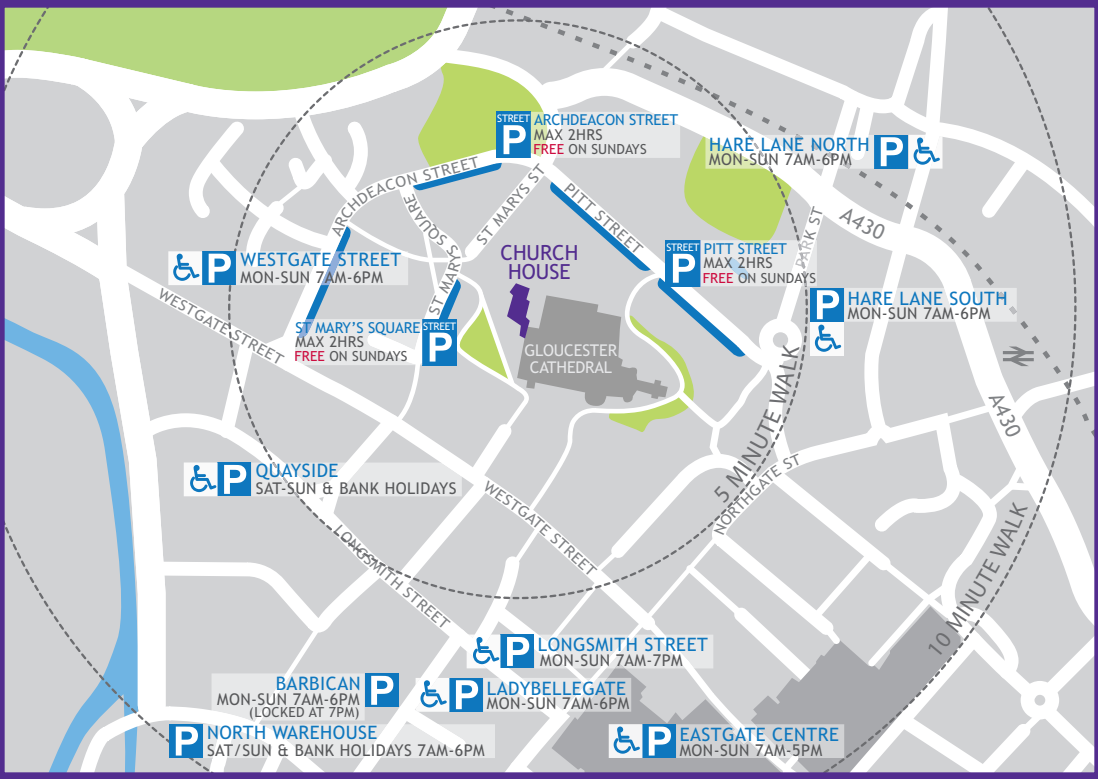 STREET
P
ARCHDEACON STREET
MAX 2HRS
FREE ON SUNDAYS
HARE LANE NORTH
MON-SUN 7AM-6PM
P
ARCHDEACON STREET
ST MARYS ST
PITT STREET
PARK ST
A430
ST MARYS SQUARE
CHURCH
HOUSE
STREET
P
PITT STREET
MAX 2HRS
FREE ON SUNDAYS
P
WESTGATE STREET
MON-SUN 7AM-6PM
P
HARE LANE SOUTH
MON-SUN 7AM-6PM
WESTGATE STREET
ST MARY'S SQUARE
MAX 2HRS
FREE ON SUNDAYS
STREET
P
GLOUCESTER
CATHEDRAL
A430
5 MINUTE WALK
NORTHGATE ST
P
QUAYSIDE
SAT-SUN & BANK HOLIDAYS
WESTGATE STREET
LONGSMITH STREET
10 MINUTE WALK
P
LONGSMITH STREET
MON-SUN 7AM-7PM
BARBICAN
MON-SUN 7AM-6PM
(LOCKED AT 7PM)
P
P
LADYBELLEGATE
MON-SUN 7AM-6PM
P
NORTH WAREHOUSE
SAT/SUN & BANK HOLIDAYS 7AM-6PM
P
EASTGATE CENTRE
MON-SUN 7AM-5PM